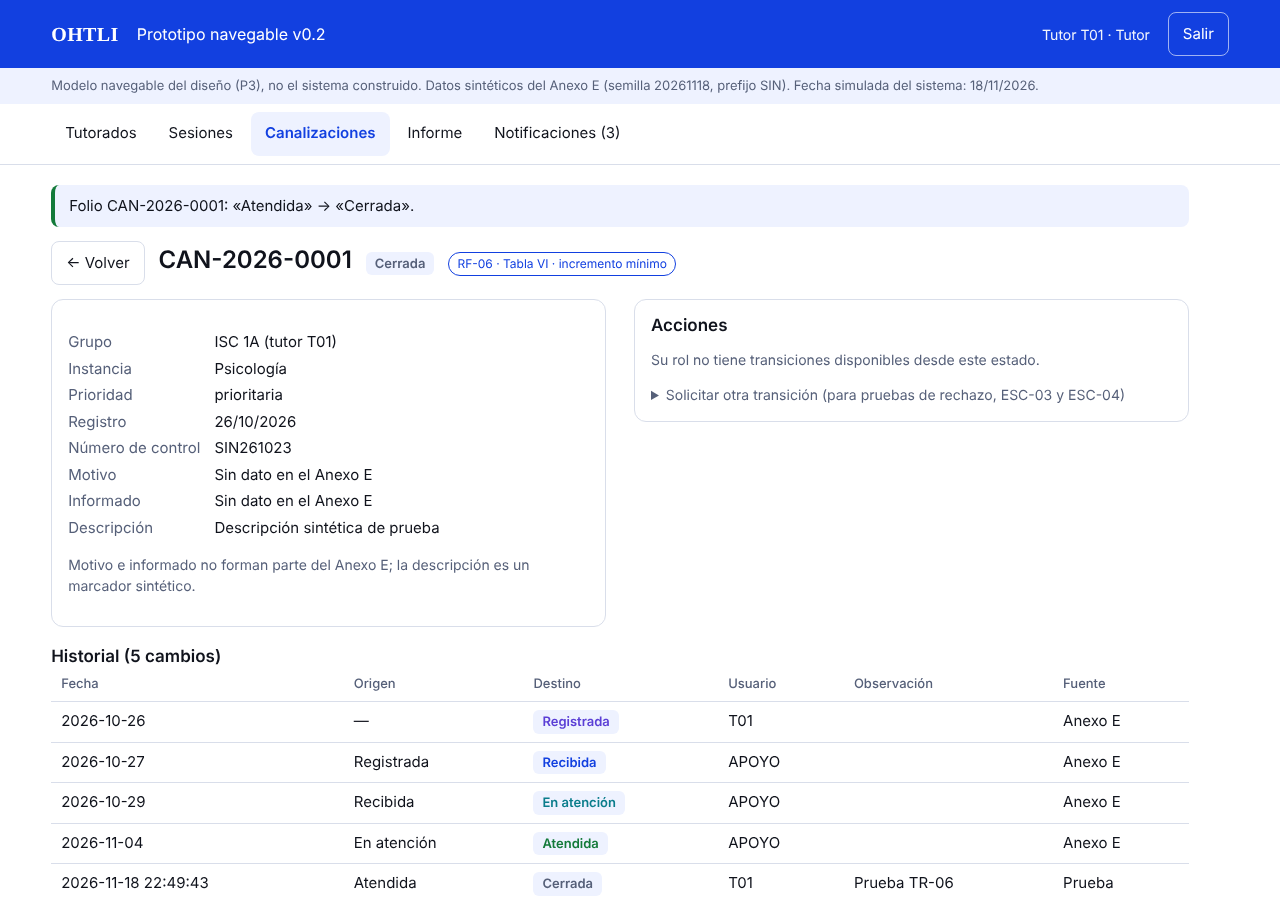 OHTLI Prototipo navegable v0.2 Tutor T01 · Tutor Salir
Modelo navegable del diseño (P3), no el sistema construido. Datos sintéticos del Anexo E (semilla 20261118, prefijo SIN). Fecha simulada del sistema: 18/11/2026.
Tutorados Sesiones Canalizaciones Informe Notificaciones (3)
Folio CAN-2026-0001: «Atendida» → «Cerrada».
← Volver CAN-2026-0001 Cerrada RF-06 · Tabla VI · incremento mínimo
Grupo ISC 1A (tutor T01)
Instancia Psicología
Prioridad prioritaria
Registro 26/10/2026
Número de control SIN261023
Motivo Sin dato en el Anexo E
Informado Sin dato en el Anexo E
Descripción Descripción sintética de prueba
Motivo e informado no forman parte del Anexo E; la descripción es un
marcador sintético.
Acciones
Su rol no tiene transiciones disponibles desde este estado.
▶ Solicitar otra transición (para pruebas de rechazo, ESC-03 y ESC-04)
Historial (5 cambios)
Fecha Origen Destino Usuario Observación Fuente
2026-10-26 — Registrada T01 Anexo E
2026-10-27 Registrada Recibida APOYO Anexo E
2026-10-29 Recibida En atención APOYO Anexo E
2026-11-04 En atención Atendida APOYO Anexo E
2026-11-18 22:49:43 Atendida Cerrada T01 Prueba TR-06 Prueba